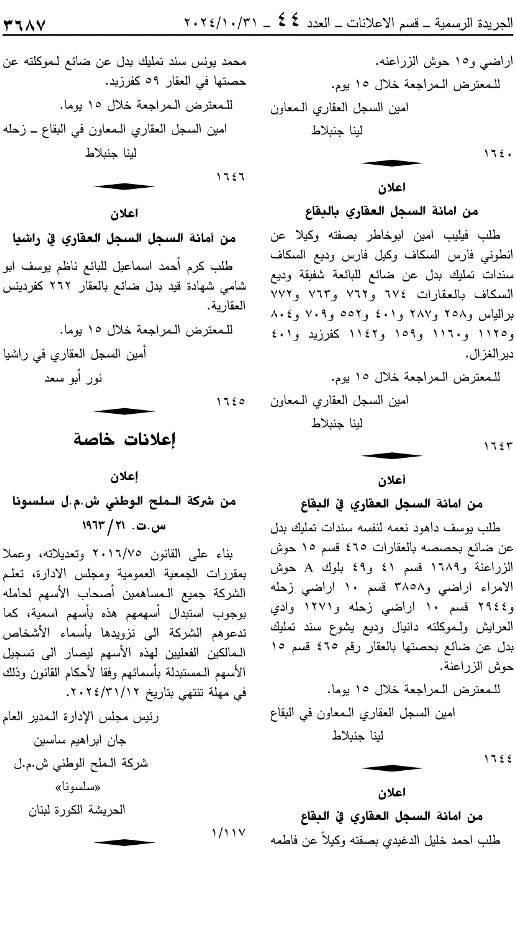 الجريدة الرسمية ــ قسم الاعلانات ــ العدد ٤٤ ــ ٢٠٢٤/١٠/٣١
٣٦٨٧
اراضي و١٥ حوش الزراعنه.
للمعترض المراجعة خلال ١٥ يوم.
امين السجل العقاري المعاون
لينا جنبلاط
١٦٤٠
اعلان
من امانة السجل العقاري بالبقاع
طلب فيليب امين ابوخاطر بصفته وكيلا عن
انطوني فارس السكاف وكيل فارس وديع السكاف
سندات تمليك بدل عن ضائع للبائعة شفيقة وديع
السكاف بالعقارات ٦٧٤ و٧٦٢ و٧٦٣ و٧٧٢
برالياس و٢٥٨ و٢٨٧ و٤٠١ و٥٥٢ و٧٠٩ و٨٠٤
و١١٢٥ و١١٦٠ و١٥٩ و١١٤٢ كفرزبد و٤٠١
ديرالغزال.
للمعترض المراجعة خلال ١٥ يوم.
امين السجل العقاري المعاون
لينا جنبلاط
١٦٤٣
أعلان
من امانة السجل العقاري في البقاع
طلب يوسف داهود نعمه لنفسه سندات تمليك بدل
عن ضائع بحصصه بالعقارات ٤٦٥ قسم ١٥ حوش
الزراعنة و١٦٨٩ قسم ٤١ و٤٩ بلوك A حوش
الامراء اراضي و٣٨٥٨ قسم ١٠ اراضي زحله
و٢٩٤٤ قسم ١٠ اراضي زحله و١٢٧١ وادي
العرايش ولموكلته دانيال وديع يشوع سند تمليك
بدل عن ضائع بحصتها بالعقار رقم ٤٦٥ قسم ١٥
حوش الزراعنة.
للمعترض المراجعة خلال ١٥ يوما.
امين السجل العقاري المعاون في البقاع
لينا جنبلاط
١٦٤٤
اعلان
من امانة السجل العقاري في البقاع
طلب احمد خليل الدغيدي بصفته وكيلاً عن فاطمه
محمد يونس سند تمليك بدل عن ضائع لموكلته عن
حصتها في العقار ٥٩ كفرزبد.
للمعترض المراجعة خلال ١٥ يوما.
امين السجل العقاري المعاون في البقاع ــ زحله
لينا جنبلاط
١٦٤٦
اعلان
من أمانة السجل السجل العقاري في راشيا
طلب كرم أحمد اسماعيل للبائع ناظم يوسف ابو
شامي شهادة قيد بدل ضائع بالعقار ٢٦٢ كفردينس
العقارية.
للمعترض المراجعة خلال ١٥ يوما.
أمين السجل العقاري في راشيا
نور أبو سعد
١٦٤٥
إعلانات خاصة
إعلان
من شركة الملح الوطني ش.م.ل سلسونا
س.ت. ١٩٦٣/٢١
بناء على القانون ٢٠١٦/٧٥ وتعديلاته، وعملا
بمقررات الجمعية العمومية ومجلس الادارة، تعلم
الشركة جميع المساهمين أصحاب الأسهم لحامله
بوجوب استبدال أسهمهم هذه بأسهم اسمية، كما
تدعوهم الشركة الى تزويدها بأسماء الأشخاص
المالكين الفعليين لهذه الأسهم ليصار الى تسجيل
الأسهم المستبدلة بأسمائهم وفقا لأحكام القانون وذلك
في مهلة تنتهي بتاريخ ٢٠٢٤/٣١/١٢.
رئيس مجلس الإدارة المدير العام
جان ابراهيم ساسين
شركة الملح الوطني ش.م.ل
«سلسونا»
الحريشة الكورة لبنان
١/١١٧